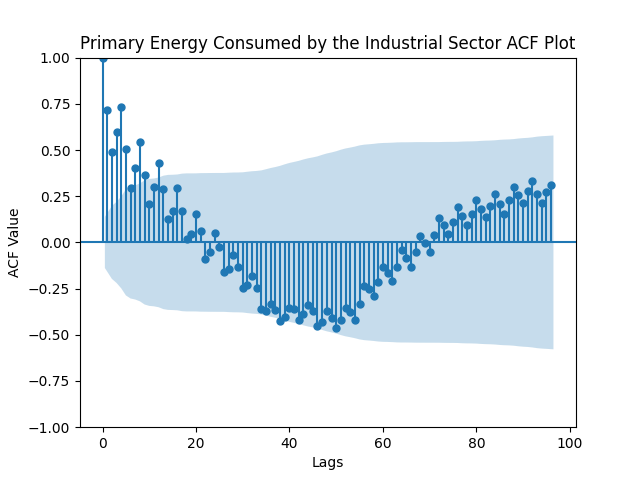 Primary Energy Consumed by the Industrial Sector ACF Plot
1.00
0.75
0.50
0.25
0.00
−0.25
−0.50
−0.75
−1.00
ACF Value
0 20 40 60 80 100
Lags